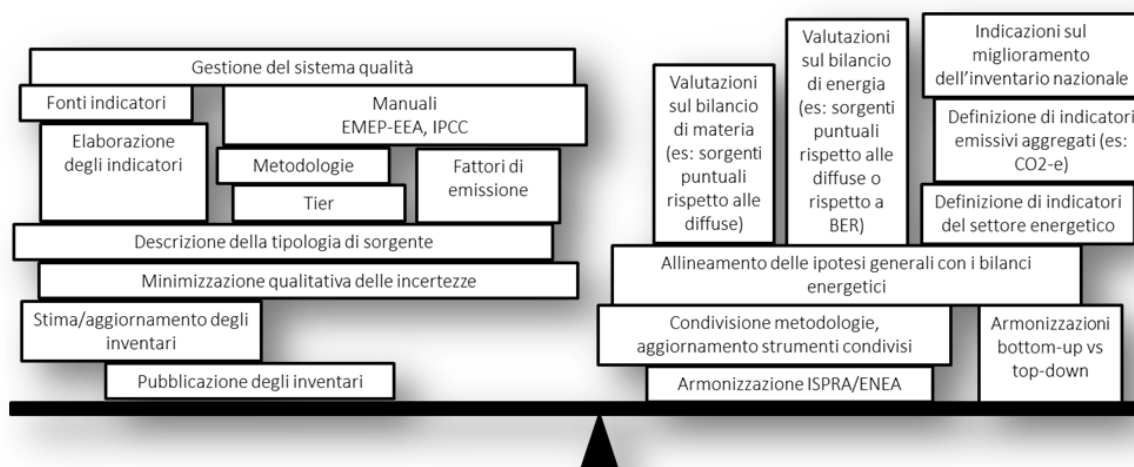 Gestione del sistema qualità
Fonti indicatori
Manuali
EMEP-EEA, IPCC
Elaborazione
degli indicatori
Metodologie
Fattori di
emissione
Tier
Descrizione della tipologia di sorgente
Minimizzazione qualitativa delle incertezze
Stima/aggiornamento degli
inventari
Pubblicazione degli inventari
Valutazioni
sul bilancio
di materia
(es: sorgenti
puntuali
rispetto alle
diffuse)
Valutazioni
sul bilancio
di energia
(es: sorgenti
puntuali
rispetto alle
diffuse o
rispetto a
BER)
Indicazioni sul
miglioramento
dell’inventario nazionale
Definizione di indicatori
emissivi aggregati (es:
CO2-e)
Definizione di indicatori
del settore energetico
Allineamento delle ipotesi generali con i bilanci
energetici
Condivisione metodologie,
aggiornamento strumenti condivisi
Armonizzazioni
bottom-up vs
top-down
Armonizzazione ISPRA/ENEA